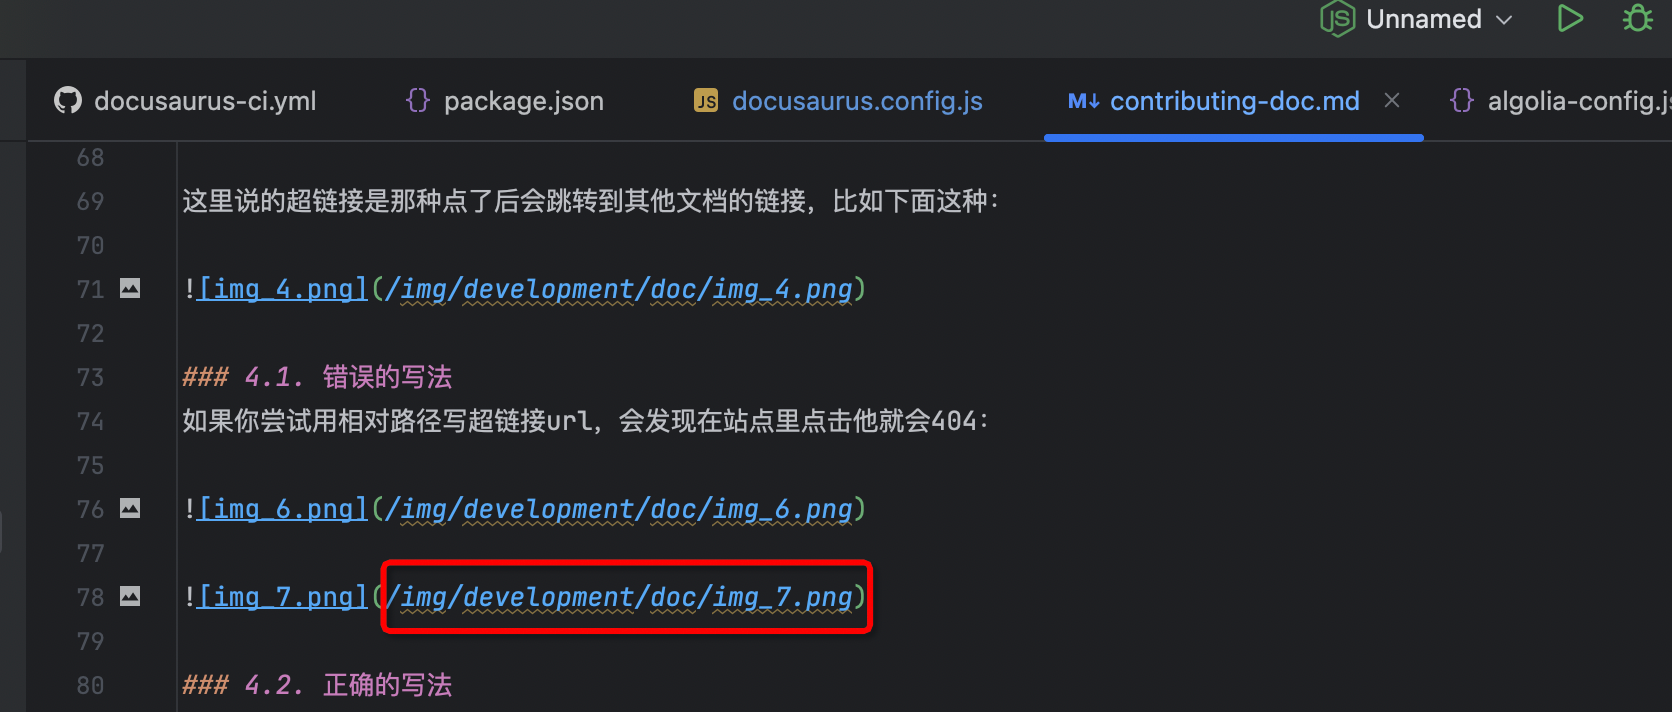 JS Unnamed
docusaurus-ci.yml {} package.json JS docusaurus.config.js M↓ contributing-doc.md × {} algolia-config.js
68
69 这里说的超链接是那种点了后会跳转到其他文档的链接，比如下面这种：
70
71 ![img_4.png](/img/development/doc/img_4.png)
72
73 ### 4.1. 错误的写法
74 如果你尝试用相对路径写超链接url，会发现在站点里点击他就会404：
75
76 ![img_6.png](/img/development/doc/img_6.png)
77
78 ![img_7.png](/img/development/doc/img_7.png)
79
80 ### 4.2. 正确的写法